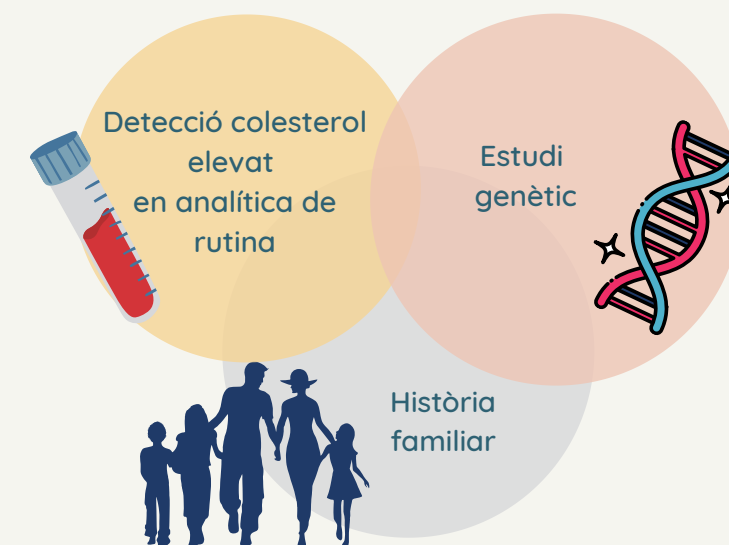 Detecció colesterol
elevat
en analítica de
rutina
Estudi
genètic
Història
familiar